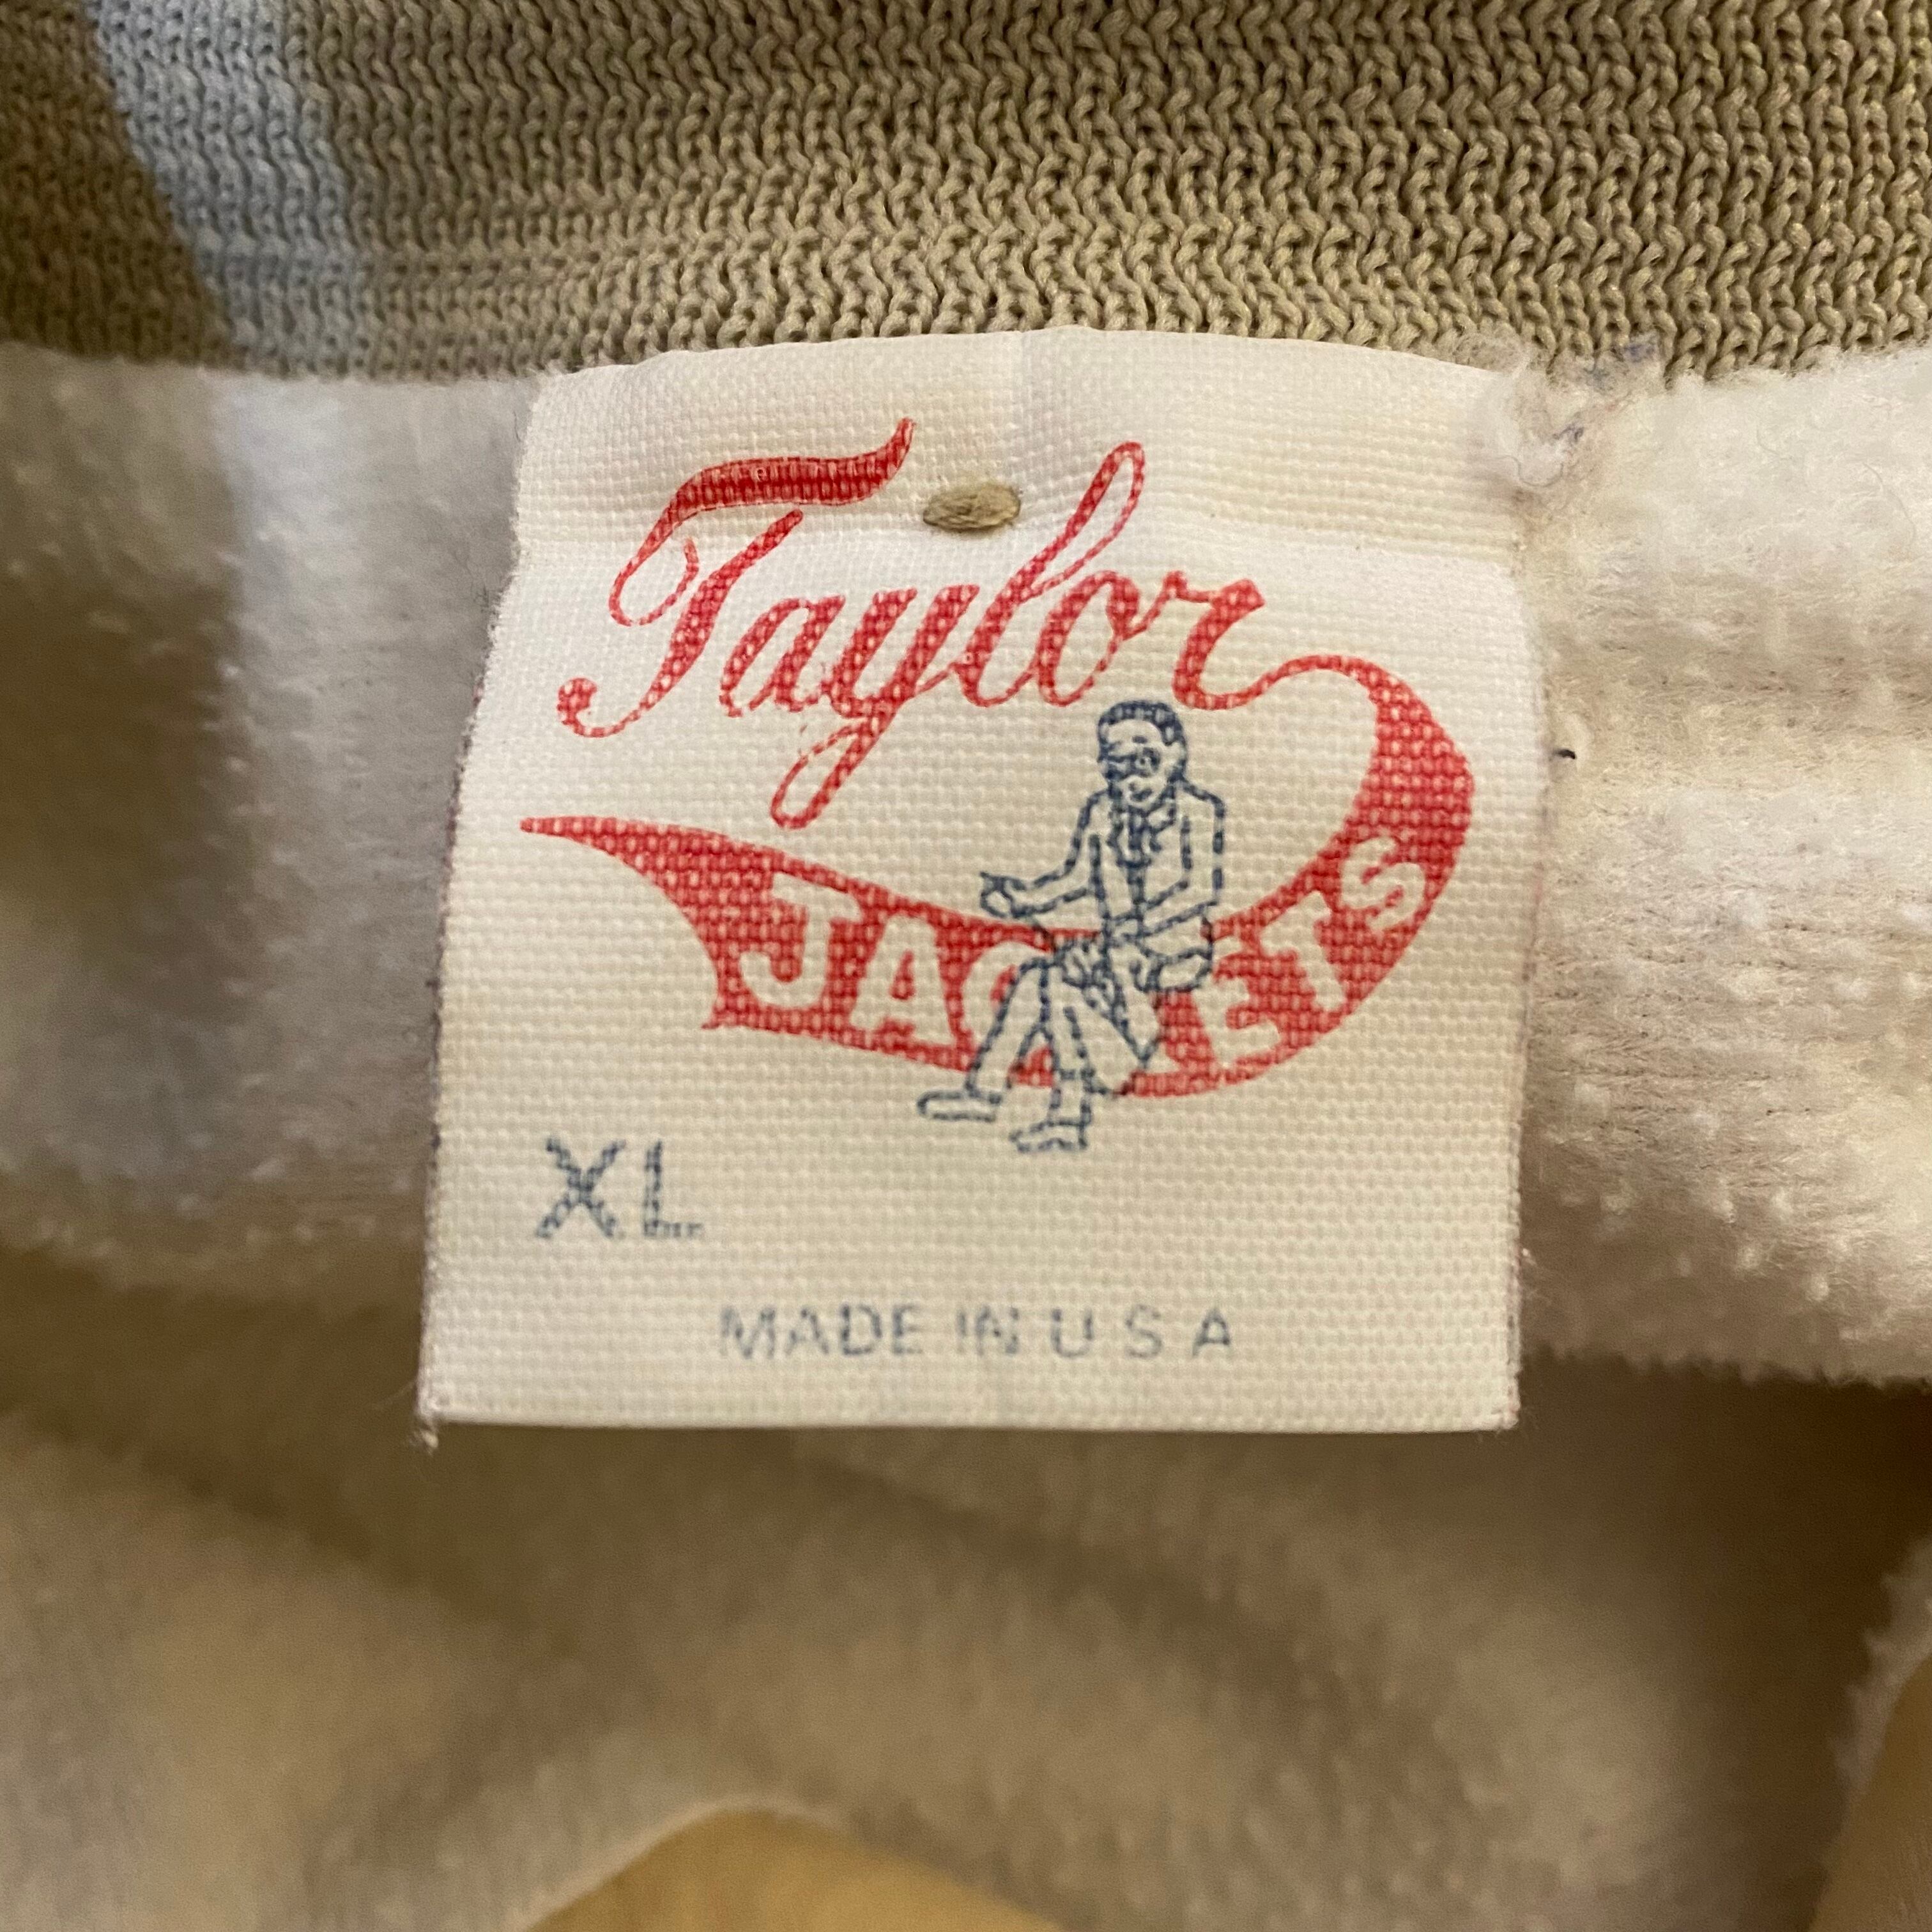 Taylor
JACKETS
XL
MADE IN U S A